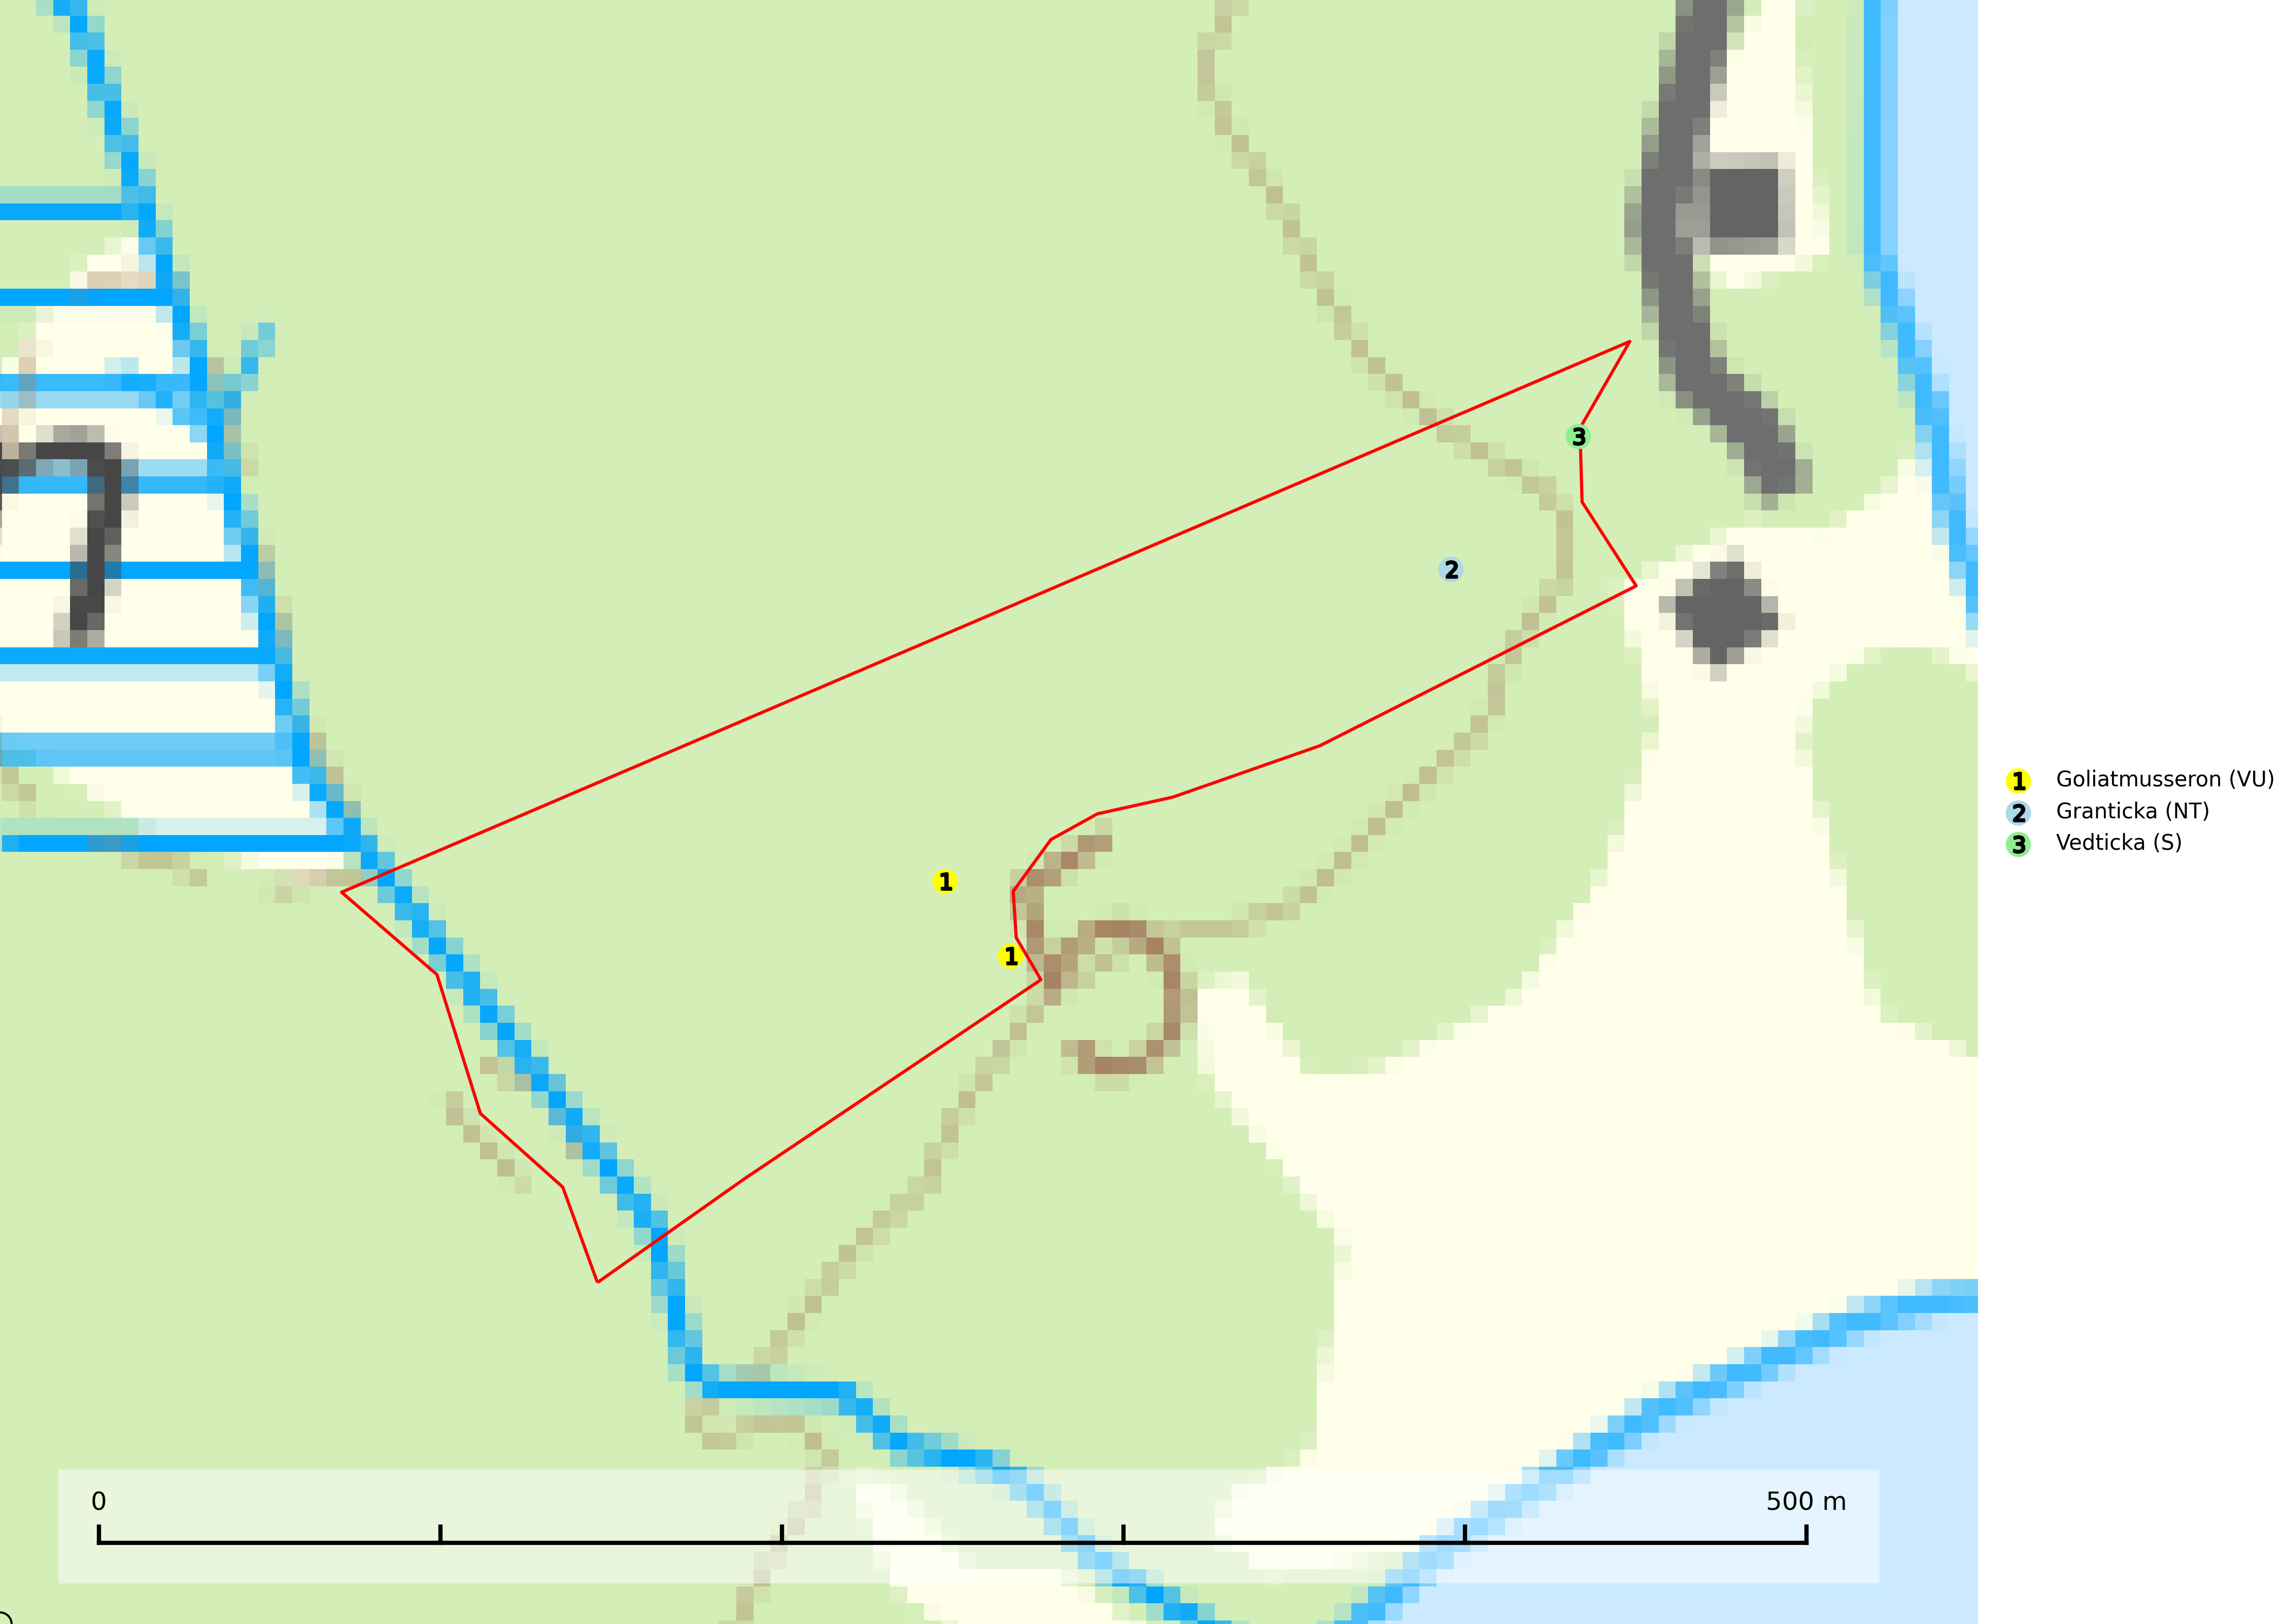 3
2
1
1
1 Goliatmusseron (VU)
2 Granticka (NT)
3 Vedticka (S)
0 500 m